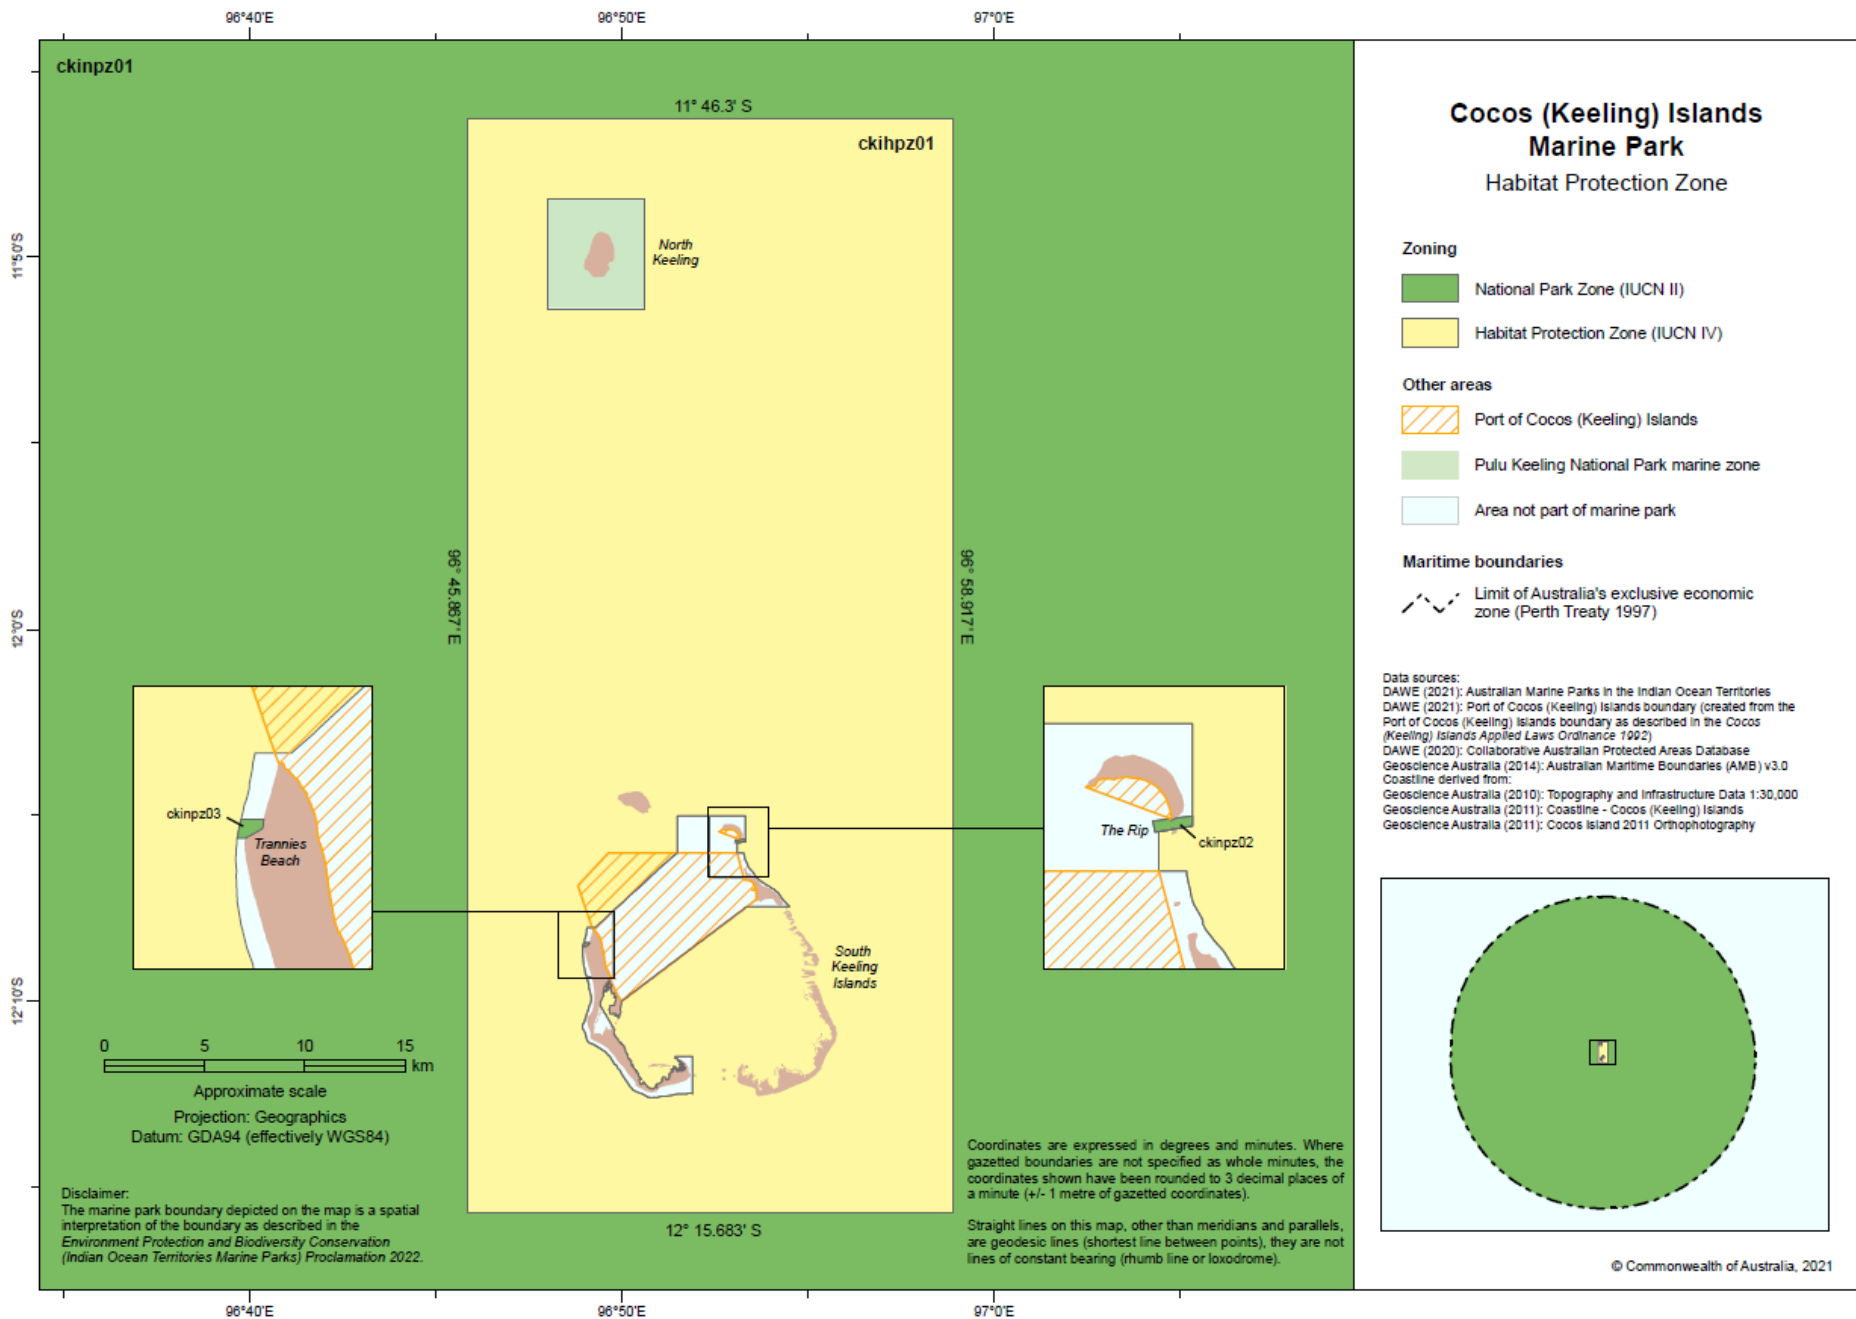 96°40'E
96°50'E
97°0'E
ckinpz01
11° 46.3' S
ckihpz01
North
Keeling
11°50'S
12°0'S
12°10'S
96° 45.867' E
96° 58.917' E
ckinpz03
Trannies
Beach
The Rip
ckinpz02
South
Keeling
Islands
0 5 10 15
km
Approximate scale
Projection: Geographics
Datum: GDA94 (effectively WGS84)
Disclaimer:
The marine park boundary depicted on the map is a spatial
interpretation of the boundary as described in the
Environment Protection and Biodiversity Conservation
(Indian Ocean Territories Marine Parks) Proclamation 2022.
12° 15.683' S
Coordinates are expressed in degrees and minutes. Where
gazetted boundaries are not specified as whole minutes, the
coordinates shown have been rounded to 3 decimal places of
a minute (+/- 1 metre of gazetted coordinates).
Straight lines on this map, other than meridians and parallels,
are geodesic lines (shortest line between points), they are not
lines of constant bearing (rhumb line or loxodrome).
96°40'E
96°50'E
97°0'E
Cocos (Keeling) Islands
Marine Park
Habitat Protection Zone
Zoning
National Park Zone (IUCN II)
Habitat Protection Zone (IUCN IV)
Other areas
Port of Cocos (Keeling) Islands
Pulu Keeling National Park marine zone
Area not part of marine park
Maritime boundaries
Limit of Australia's exclusive economic
zone (Perth Treaty 1997)
Data sources:
DAWE (2021): Australian Marine Parks in the Indian Ocean Territories
DAWE (2021): Port of Cocos (Keeling) Islands boundary (created from the
Port of Cocos (Keeling) Islands boundary as described in the Cocos
(Keeling) Islands Applied Laws Ordinance 1992)
DAWE (2020): Collaborative Australian Protected Areas Database
Geoscience Australia (2014): Australian Maritime Boundaries (AMB) v3.0
Coastline derived from:
Geoscience Australia (2010): Topography and Infrastructure Data 1:30,000
Geoscience Australia (2011): Coastline - Cocos (Keeling) Islands
Geoscience Australia (2011): Cocos Island 2011 Orthophotography
© Commonwealth of Australia, 2021